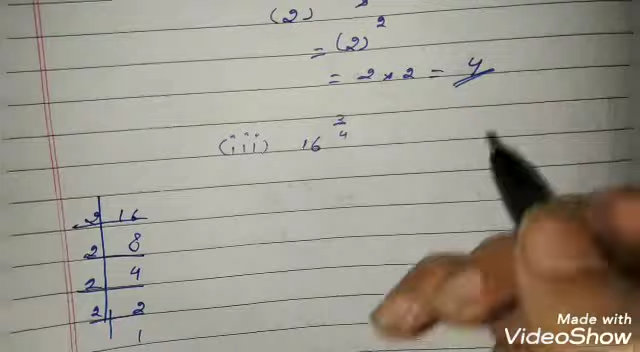 (2)
= (2)²
= 2 × 2 = 4
(iii) 16^(3/4)
2 | 16
2 | 8
2 | 4
2 | 2
| 1
Made with
VideoShow